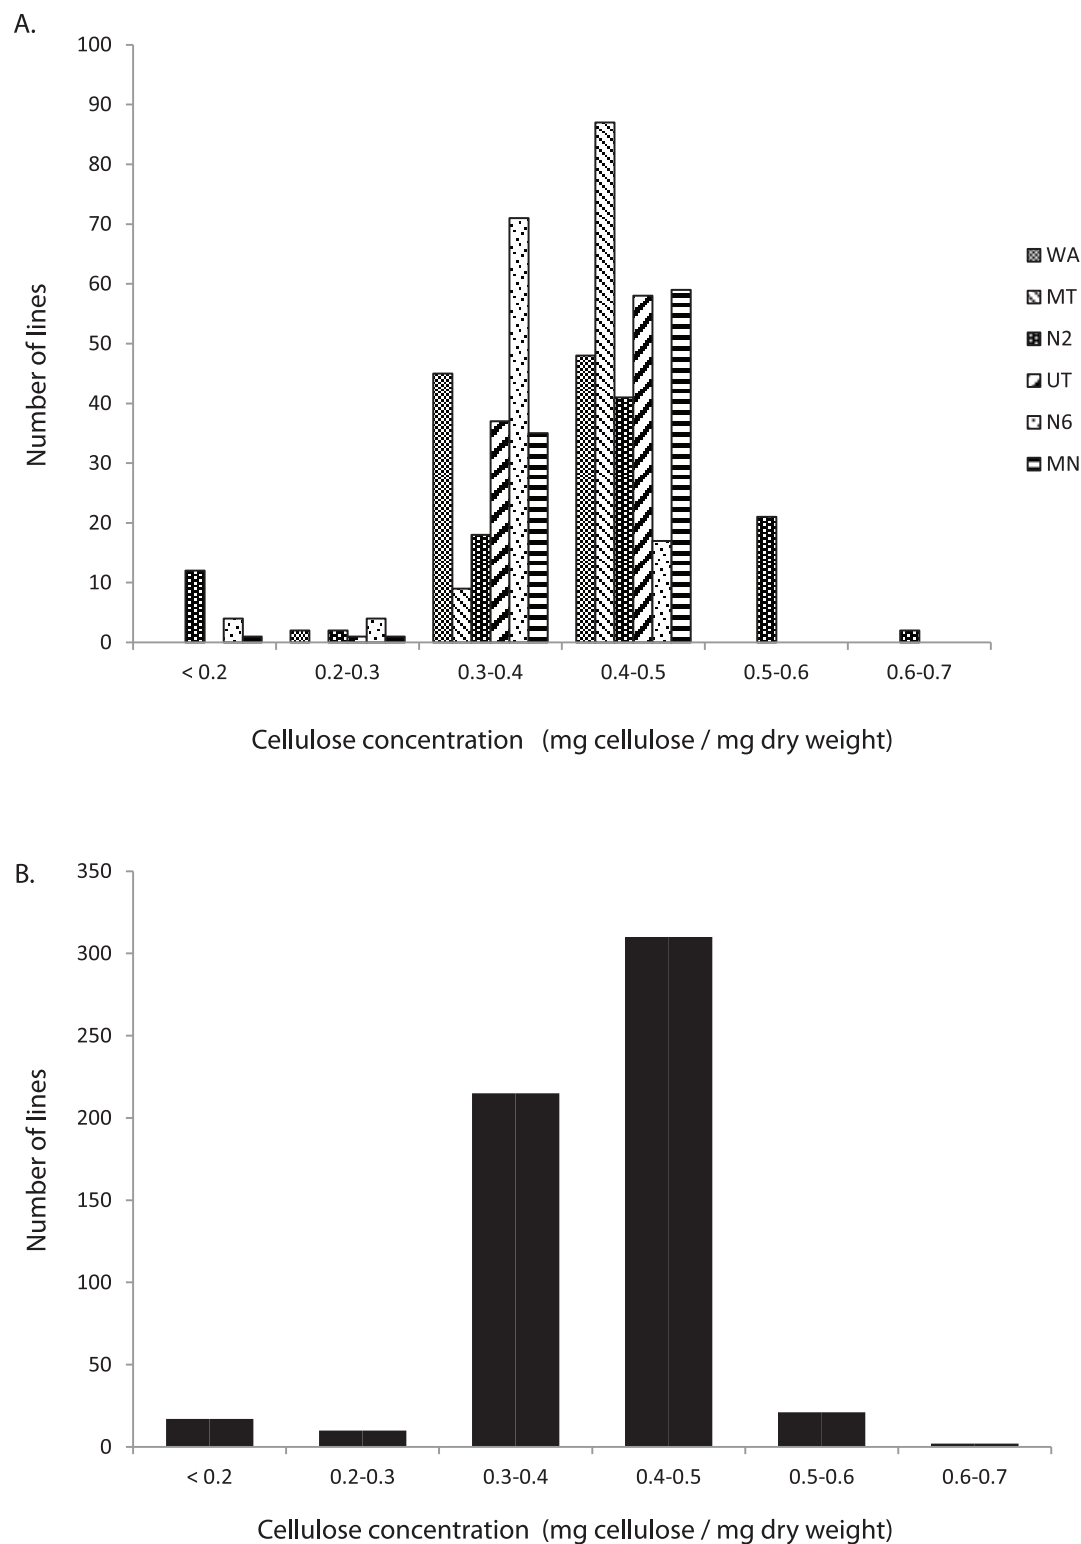 A.
100
90
80
70
60
50
40
30
20
10
0
Number of lines
< 0.2 0.2-0.3 0.3-0.4 0.4-0.5 0.5-0.6 0.6-0.7
Cellulose concentration (mg cellulose / mg dry weight)
WA
MT
N2
UT
N6
MN
B.
350
300
250
200
150
100
50
0
Number of lines
< 0.2 0.2-0.3 0.3-0.4 0.4-0.5 0.5-0.6 0.6-0.7
Cellulose concentration (mg cellulose / mg dry weight)